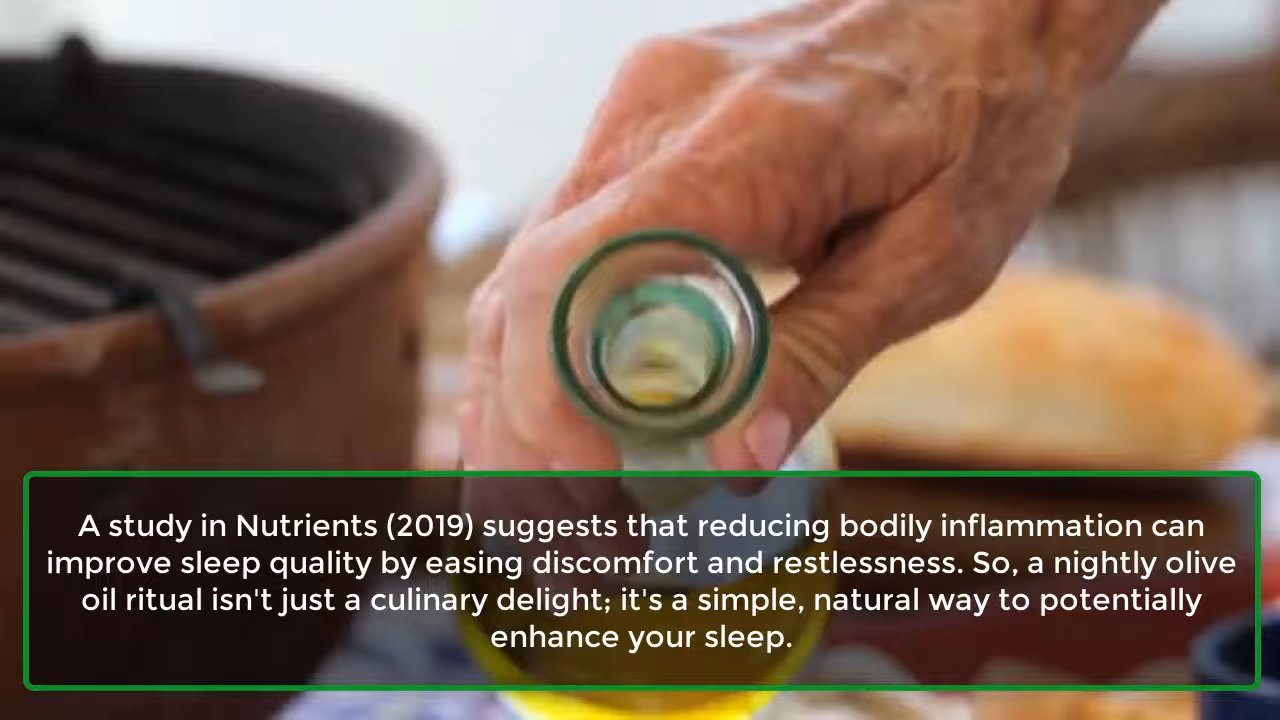 A study in Nutrients (2019) suggests that reducing bodily inflammation can
improve sleep quality by easing discomfort and restlessness. So, a nightly olive
oil ritual isn't just a culinary delight; it's a simple, natural way to potentially
enhance your sleep.